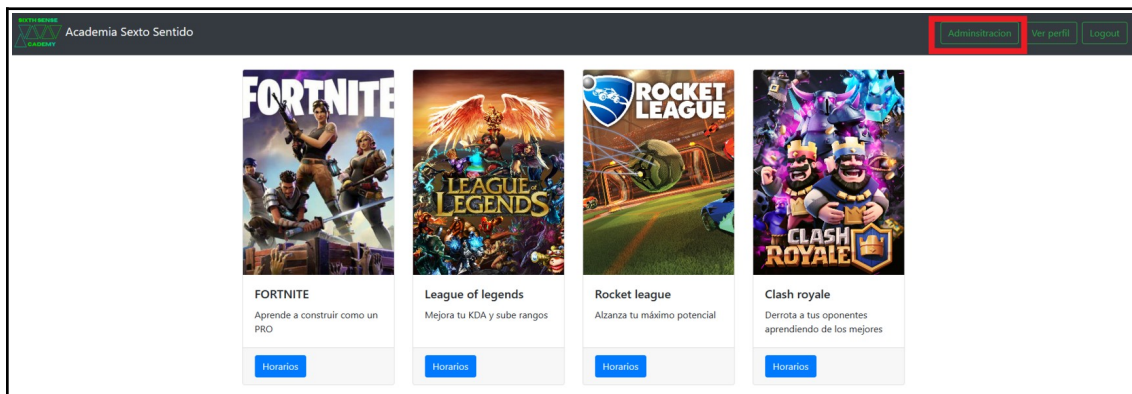 SIXTH SENSE
ACADEMY
Academia Sexto Sentido
Adminsitracion
Ver perfil
Logout
FORTNITE
LEAGUE of LEGENDS
ROCKET LEAGUE
CLASH ROYALE
FORTNITE
Aprende a construir como un
PRO
Horarios
League of legends
Mejora tu KDA y sube rangos
Horarios
Rocket league
Alzanza tu máximo potencial
Horarios
Clash royale
Derrota a tus oponentes
aprendiendo de los mejores
Horarios